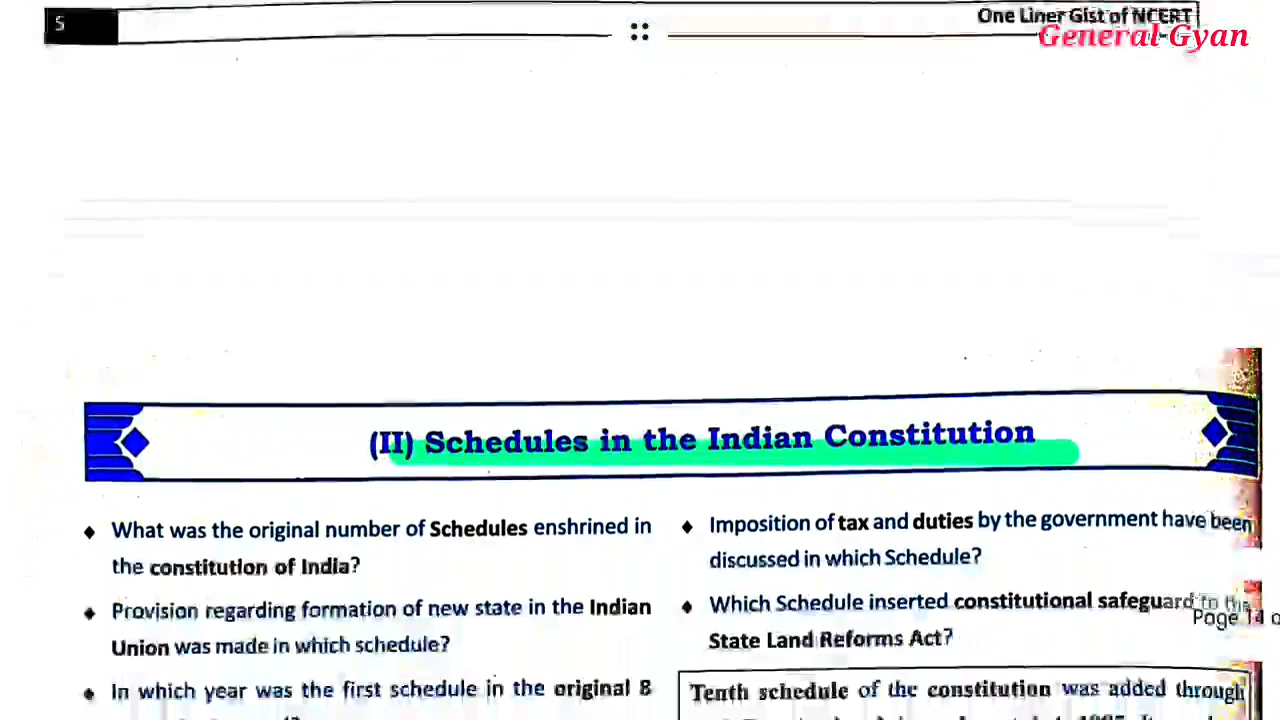 5
One Liner Gist of NCERT
General Gyan
(II) Schedules in the Indian Constitution
What was the original number of Schedules enshrined in
the constitution of India?
Provision regarding formation of new state in the Indian
Union was made in which schedule?
In which year was the first schedule in the original 8
Imposition of tax and duties by the government have been
discussed in which Schedule?
Which Schedule inserted constitutional safeguard to the
State Land Reforms Act?
Page 14 o
Tenth schedule of the constitution was added through